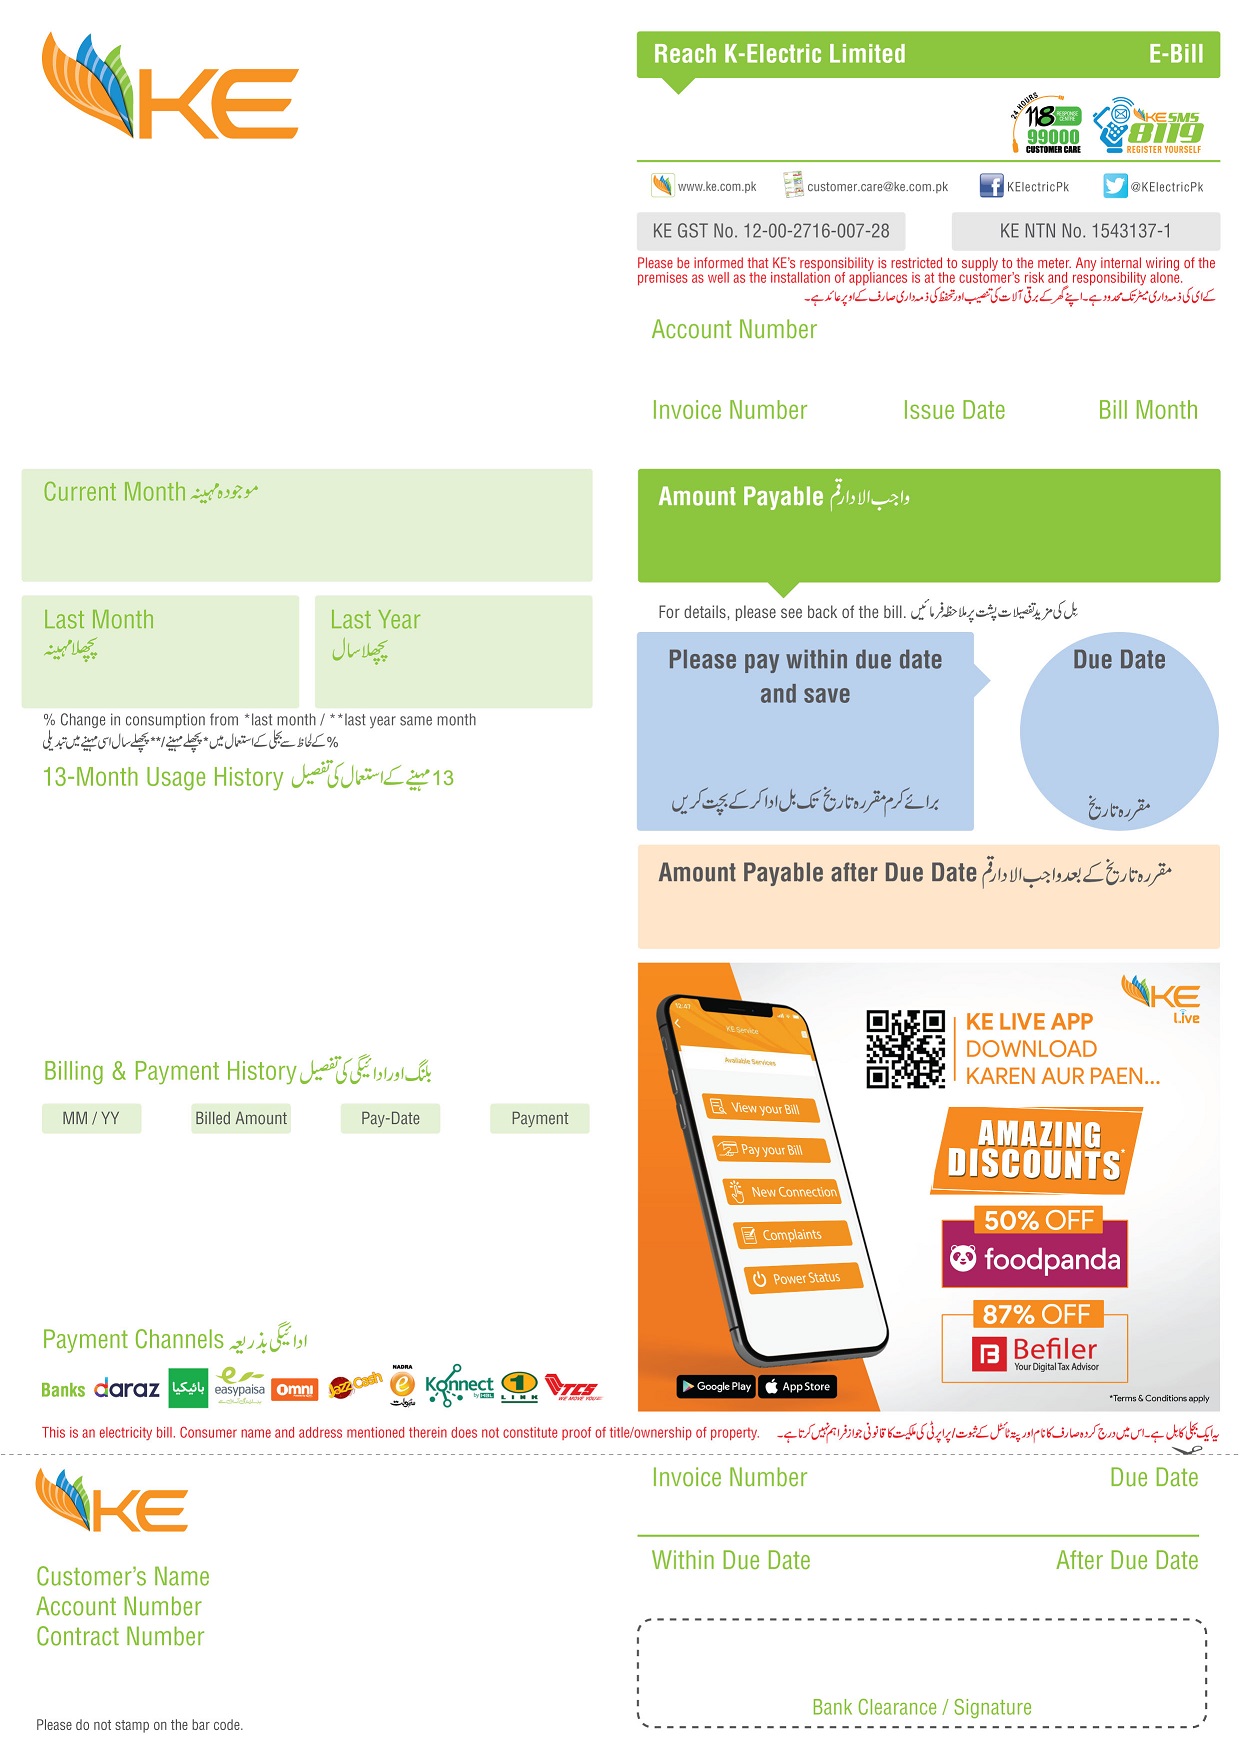 KE
Reach K-Electric Limited E-Bill
24 HOURS
118 RESPONSE CENTRE
99000
CUSTOMER CARE
KE SMS
8119
REGISTER YOURSELF
www.ke.com.pk customer.care@ke.com.pk KElectricPk @KElectricPk
KE GST No. 12-00-2716-007-28 KE NTN No. 1543137-1
Please be informed that KE's responsibility is restricted to supply to the meter. Any internal wiring of the
premises as well as the installation of appliances is at the customer's risk and responsibility alone.
کے ای کی ذمہ داری میٹر تک محدود ہے۔ اپنے گھر کے برقی آلات کی تنصیب اور تحفظ کی ذمہ داری صارف کے اوپر عائد ہے۔
Account Number
Invoice Number Issue Date Bill Month
Current Month موجودہ مہینہ
Last Month
پچھلا مہینہ
Last Year
پچھلا سال
% Change in consumption from *last month / **last year same month
%کے لحاظ سے بجلی کے استعمال میں *پچھلے مہینے/**پچھلے سال اسی مہینے میں تبدیلی
13-Month Usage History 13 مہینے کے استعمال کی تفصیل
Amount Payable واجب الادا رقم
For details, please see back of the bill. بل کی مزید تفصیلات پشت پر ملاحظہ فرمائیں
Please pay within due date
and save
برائے کرم مقررہ تاریخ تک بل ادا کر کے بچت کریں
Due Date
مقررہ تاریخ
Amount Payable after Due Date مقررہ تاریخ کے بعد واجب الادا رقم
Billing & Payment History بلنگ اور ادائیگی کی تفصیل
MM / YY Billed Amount Pay-Date Payment
12:47
KE Service
Available Services
View your Bill
Pay your Bill
New Connection
Complaints
Power Status
Google Play App Store
KE Live
KE LIVE APP
DOWNLOAD
KAREN AUR PAEN...
AMAZING
DISCOUNTS*
50% OFF
foodpanda
87% OFF
Befiler
Your Digital Tax Advisor
*Terms & Conditions apply
Payment Channels ادائیگی بذریعہ
Banks daraz بائیکیا easypaisa Omni JazzCash NADRA e سہولت Konnect by HBL 1 LINK TCS WE MOVE YOU!
This is an electricity bill. Consumer name and address mentioned therein does not constitute proof of title/ownership of property. یہ ایک بجلی کا بل ہے۔ اس میں درج کردہ صارف کا نام اور پتہ ٹائٹل کے ثبوت/پراپرٹی کی ملکیت کا قانونی جواز فراہم نہیں کرتا ہے۔
KE
Invoice Number Due Date
Within Due Date After Due Date
Customer's Name
Account Number
Contract Number
Bank Clearance / Signature
Please do not stamp on the bar code.